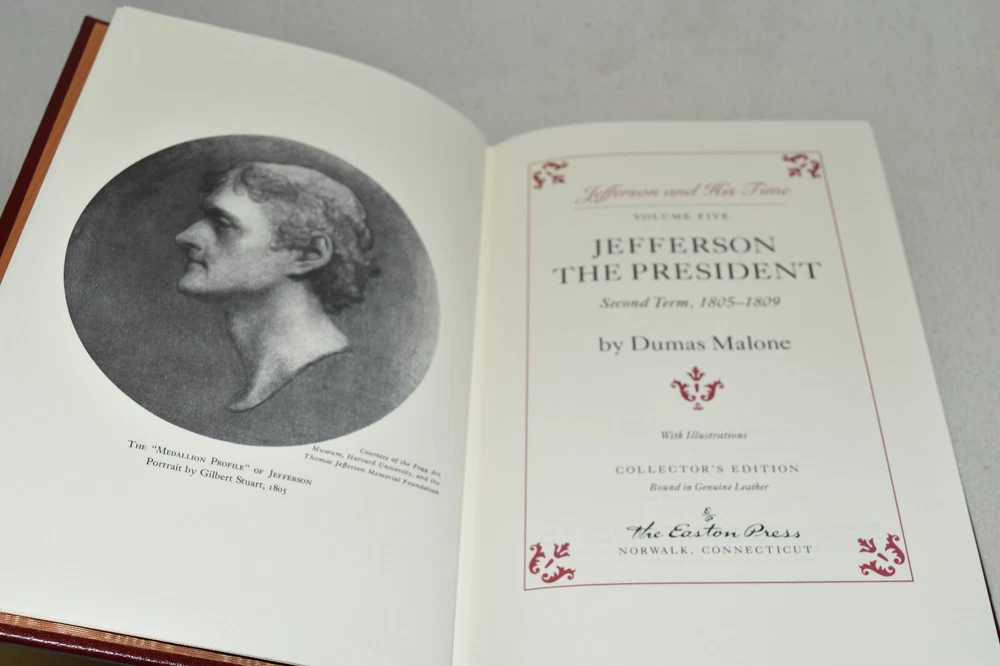 THE "MEDALLION PROFILE" OF JEFFERSON
Portrait by Gilbert Stuart, 1805
Courtesy of the Fogg Art
Museum, Harvard University, and the
Thomas Jefferson Memorial Foundation
Jefferson and His Time
VOLUME FIVE
JEFFERSON
THE PRESIDENT
Second Term, 1805–1809
by Dumas Malone
With Illustrations
COLLECTOR'S EDITION
Bound in Genuine Leather
The Easton Press
NORWALK, CONNECTICUT